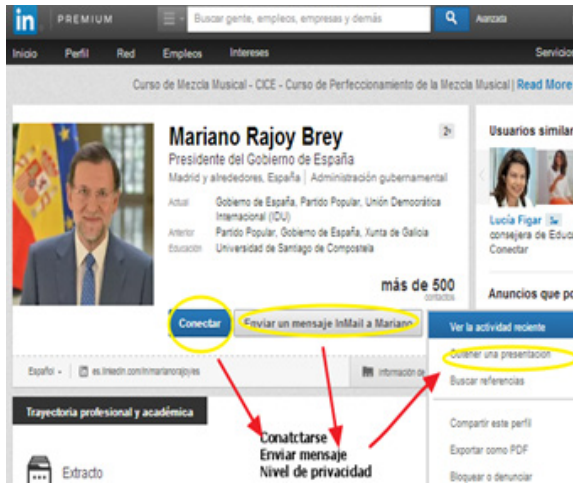 in PREMIUM Buscar gente, empleos, empresas y demás Avanzada
Inicio Perfil Red Empleos Intereses Servicio
Curso de Mezcla Musical - CICE - Curso de Perfeccionamiento de la Mezcla Musical | Read More
Mariano Rajoy Brey 2º
Presidente del Gobierno de España
Madrid y alrededores, España | Administración gubernamental
Actual Gobierno de España, Partido Popular, Unión Democrática
Internacional (IDU)
Anterior Partido Popular, Gobierno de España, Xunta de Galicia
Educación Universidad de Santiago de Compostela
más de 500
contactos
Conectar Enviar un mensaje InMail a Mariano
Usuarios similar
Lucía Figar
consejera de Educa
Conectar
Anuncios que po
Ver la actividad reciente
Obtener una presentación
Buscar referencias
Compartir este perfil
Exportar como PDF
Bloquear o denunciar
Español es.linkedin.com/in/marianorajoy/es Información de
Trayectoria profesional y académica
Extracto
Conatctarse
Enviar mensaje
Nivel de privacidad